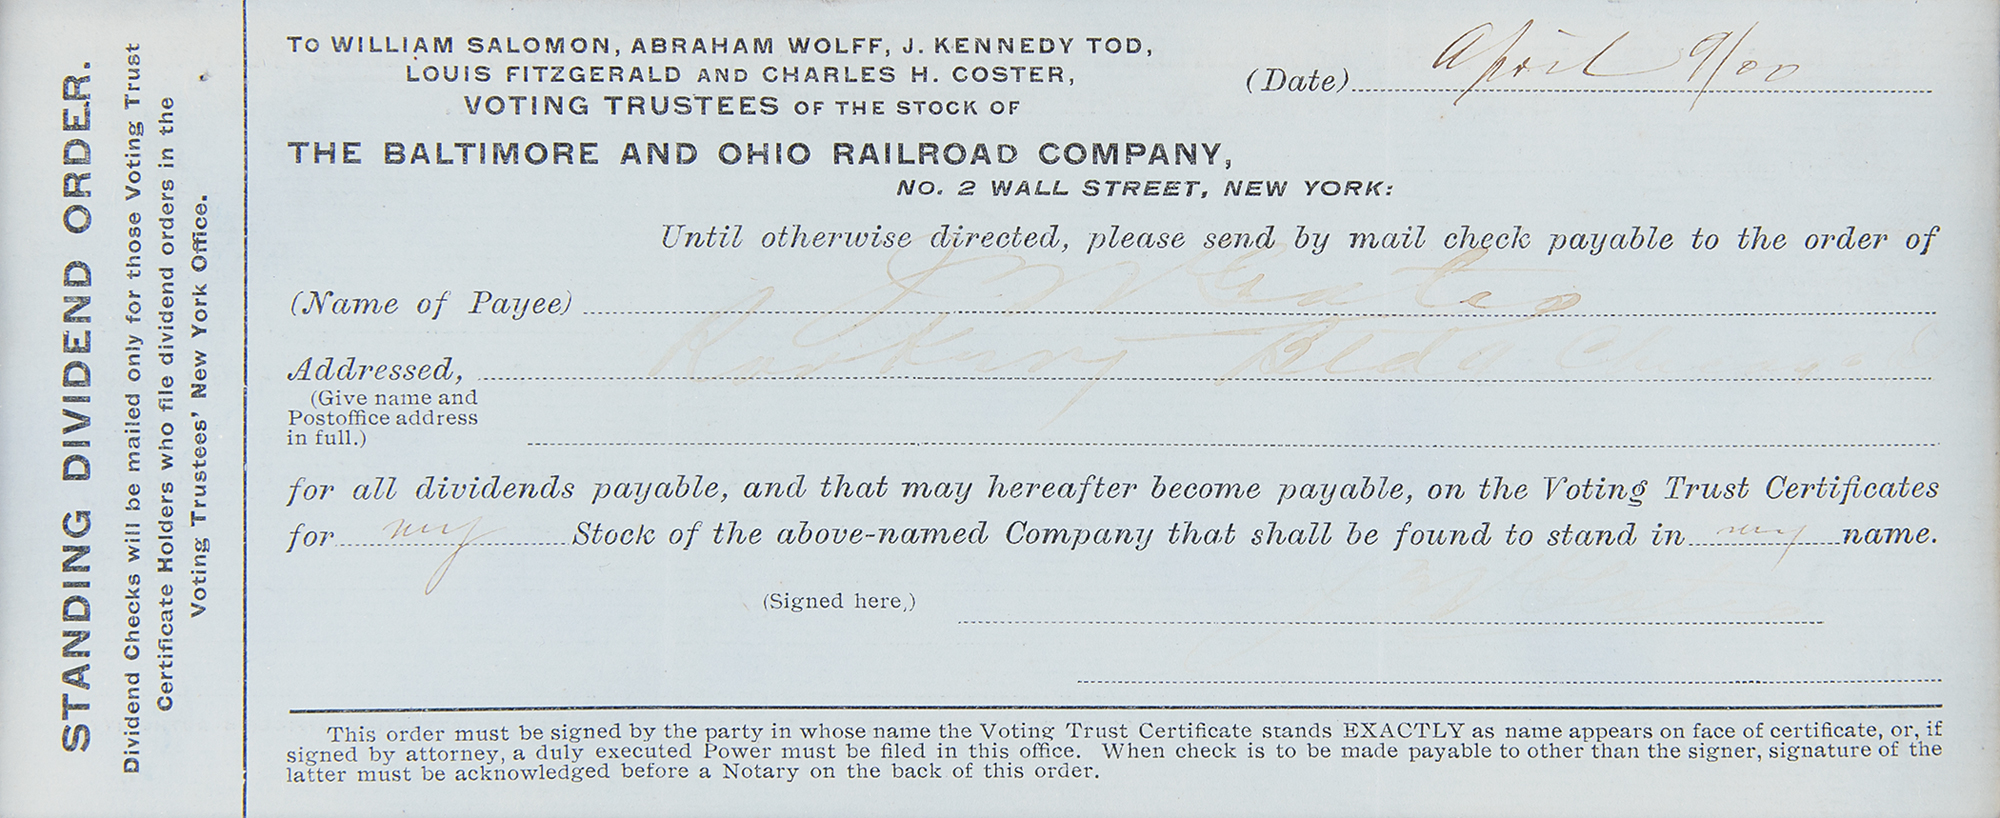 STANDING DIVIDEND ORDER.
Dividend Checks will be mailed only for those Voting Trust
Certificate Holders who file dividend orders in the
Voting Trustees' New York Office.
To WILLIAM SALOMON, ABRAHAM WOLFF, J. KENNEDY TOD,
LOUIS FITZGERALD AND CHARLES H. COSTER,
VOTING TRUSTEES OF THE STOCK OF
(Date) April 9/00
THE BALTIMORE AND OHIO RAILROAD COMPANY,
NO. 2 WALL STREET, NEW YORK:
Until otherwise directed, please send by mail check payable to the order of
(Name of Payee) J W Gates
Addressed, Rookery Bldg Chicago
(Give name and
Postoffice address
in full.)
for all dividends payable, and that may hereafter become payable, on the Voting Trust Certificates
for my Stock of the above-named Company that shall be found to stand in my name.
(Signed here,)
This order must be signed by the party in whose name the Voting Trust Certificate stands EXACTLY as name appears on face of certificate, or, if
signed by attorney, a duly executed Power must be filed in this office. When check is to be made payable to other than the signer, signature of the
latter must be acknowledged before a Notary on the back of this order.